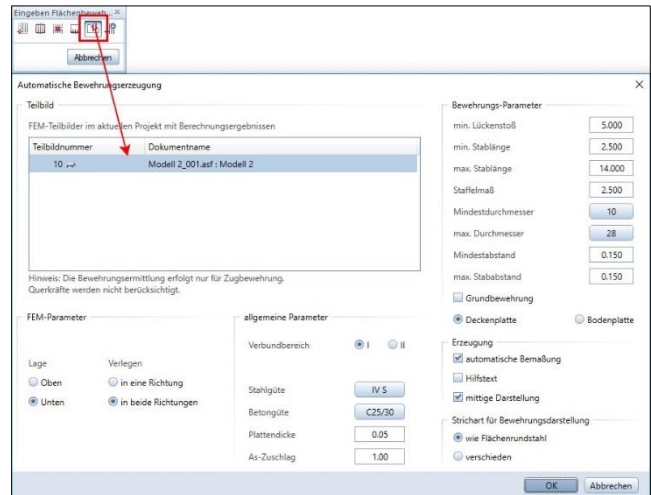 Eingeben Flächenbeweh...
Abbrechen
Automatische Bewehrungserzeugung
Teilbild
FEM-Teilbilder im aktuellen Projekt mit Berechnungsergebnissen
Teilbildnummer Dokumentname
10 Modell 2_001.asf : Modell 2
Hinweis: Die Bewehrungsermittlung erfolgt nur für Zugbewehrung.
Querkräfte werden nicht berücksichtigt.
FEM-Parameter
Lage Verlegen
Oben in eine Richtung
Unten in beide Richtungen
allgemeine Parameter
Verbundbereich I II
Stahlgüte IV S
Betongüte C25/30
Plattendicke 0.05
As-Zuschlag 1.00
Bewehrungs-Parameter
min. Lückenstoß 5.000
min. Stablänge 2.500
max. Stablänge 14.000
Staffelmaß 2.500
Mindestdurchmesser 10
max. Durchmesser 28
Mindestabstand 0.150
max. Stababstand 0.150
Grundbewehrung
Deckenplatte Bodenplatte
Erzeugung
automatische Bemaßung
Hilfstext
mittige Darstellung
Strichart für Bewehrungsdarstellung
wie Flächenrundstahl
verschieden
OK Abbrechen